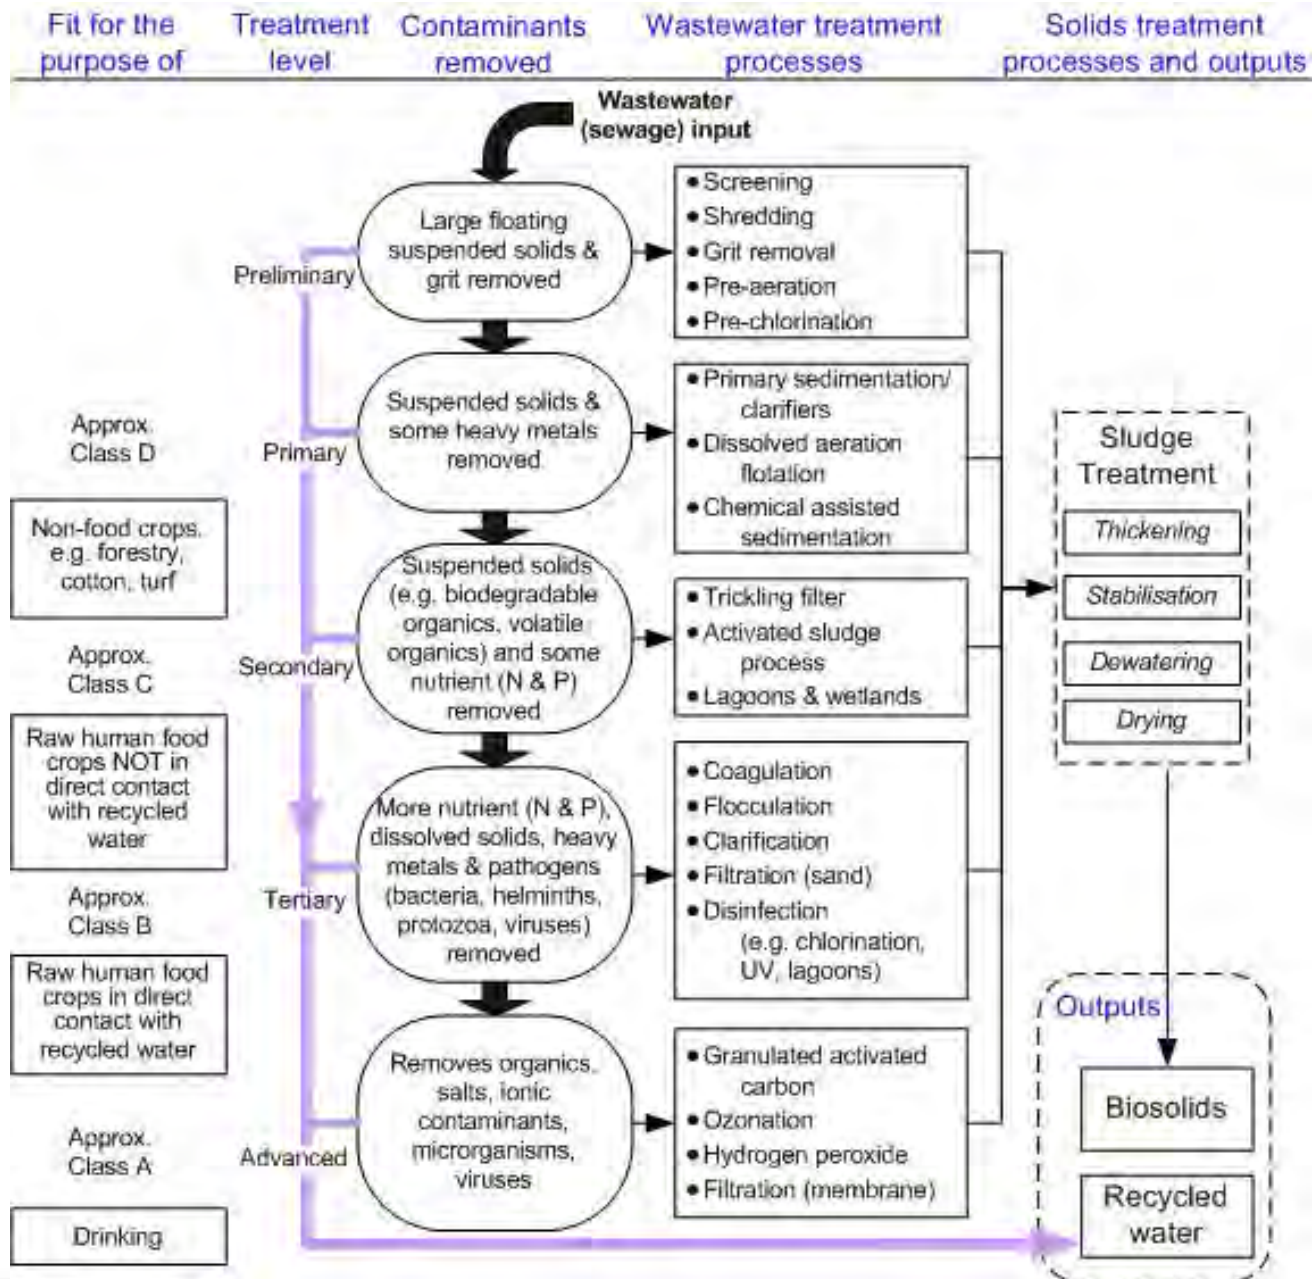 Fit for the
purpose of
Treatment
level
Contaminants
removed
Wastewater treatment
processes
Solids treatment
processes and outputs
Wastewater
(sewage) input
Large floating
suspended solids &
grit removed
Preliminary
• Screening
• Shredding
• Grit removal
• Pre-aeration
• Pre-chlorination
Approx.
Class D
Primary
Suspended solids &
some heavy metals
removed
• Primary sedimentation/
clarifiers
• Dissolved aeration
flotation
• Chemical assisted
sedimentation
Sludge
Treatment
Thickening
Stabilisation
Dewatering
Drying
Non-food crops.
e.g. forestry,
cotton, turf
Approx.
Class C
Secondary
Suspended solids
(e.g. biodegradable
organics, volatile
organics) and some
nutrient (N & P)
removed
• Trickling filter
• Activated sludge
process
• Lagoons & wetlands
Raw human food
crops NOT in
direct contact
with recycled
water
Approx.
Class B
Tertiary
More nutrient (N & P),
dissolved solids, heavy
metals & pathogens
(bacteria, helminths,
protozoa, viruses)
removed
• Coagulation
• Flocculation
• Clarification
• Filtration (sand)
• Disinfection
(e.g. chlorination,
UV, lagoons)
Raw human food
crops in direct
contact with
recycled water
Approx.
Class A
Advanced
Removes organics,
salts, ionic
contaminants,
microrganisms,
viruses
• Granulated activated
carbon
• Ozonation
• Hydrogen peroxide
• Filtration (membrane)
Outputs
Biosolids
Recycled
water
Drinking